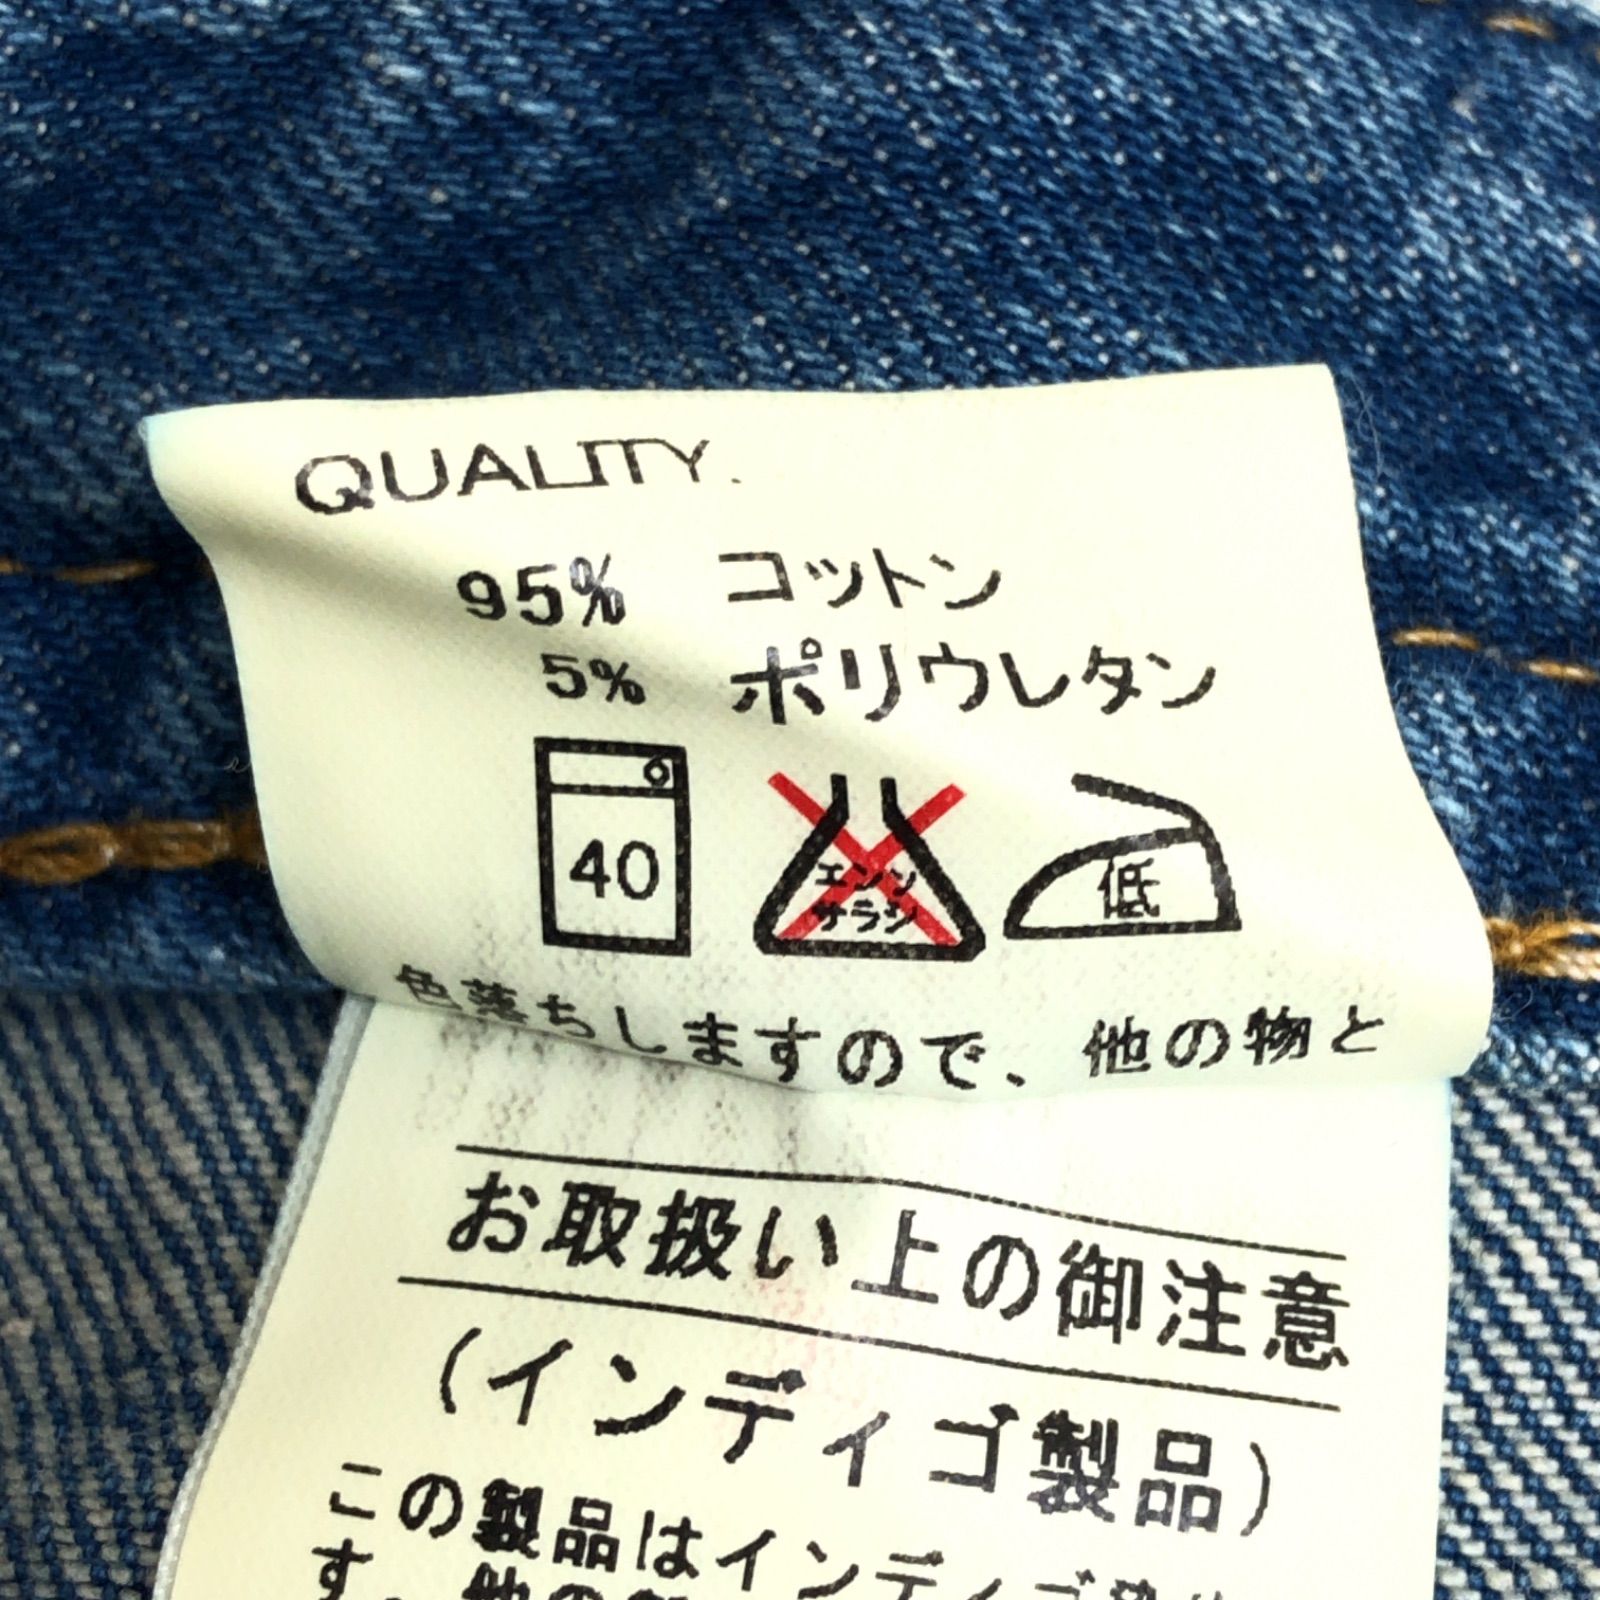 QUALITY.
95% コットン
5% ポリウレタン
40
エンソ
サラシ
低
色落ちしますので、他の物と
お取扱い上の御注意
(インディゴ製品)
この製品はインディゴ染
す。他の